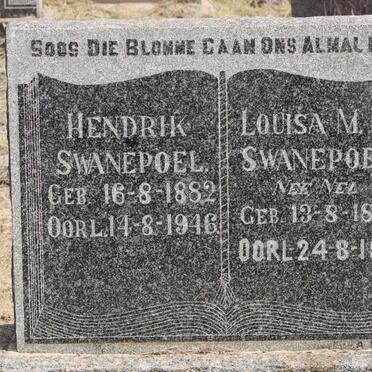 SOOS DIE BLOMME GAAN ONS ALMAL
HENDRIK
SWANEPOEL.
GEB. 16-8-1882
OORL. 14-8-1946.
LOUISA M.
SWANEPOE
NEE NEL
GEB. 13-8-18
OORL. 24-8-1